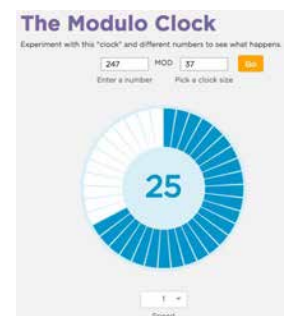 The Modulo Clock
Experiment with this "clock" and different numbers to see what happens.
247 MOD 37 Go!
Enter a number Pick a clock size
25
1
Speed